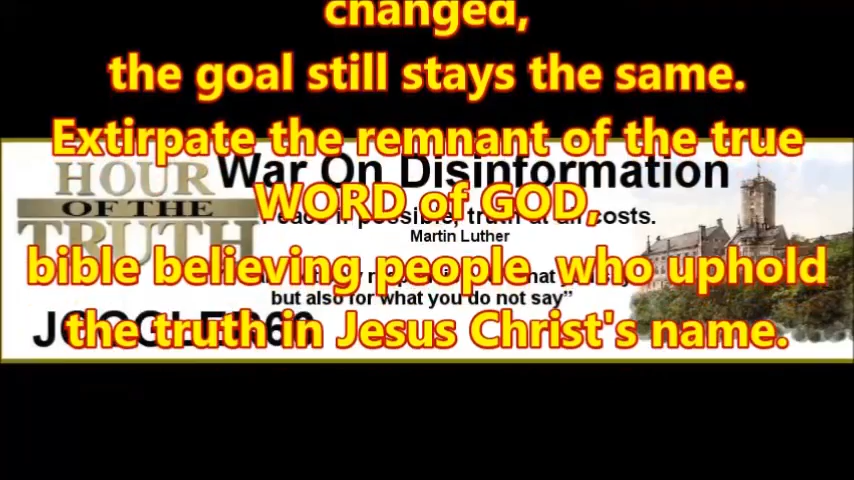 changed,
the goal still stays the same.
Extirpate the remnant of the true
HOUR War On Disinformation
OF THE
WORD of GOD,
possible, truth at all costs.
TRUTH
Martin Luther
bible believing people, who uphold
but also for what you do not say”
the truth in Jesus Christ's name.